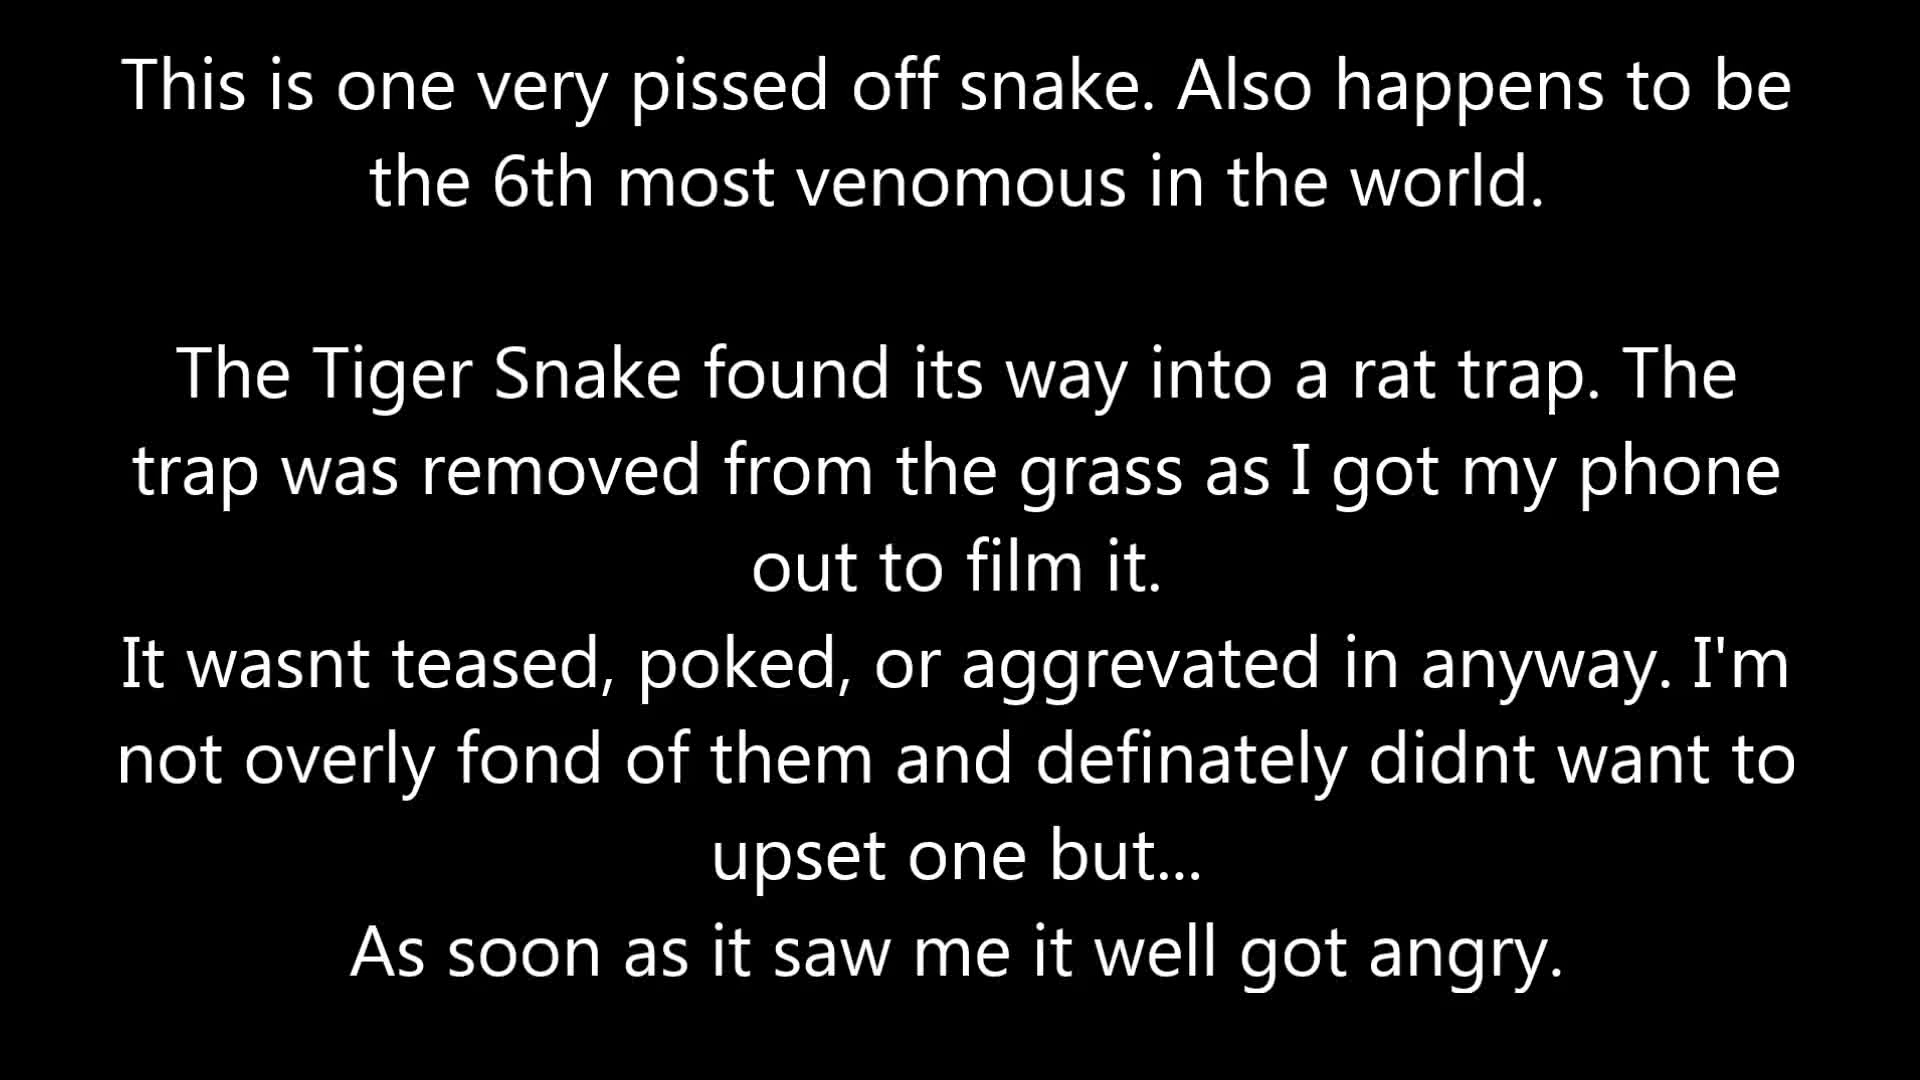 This is one very pissed off snake. Also happens to be
the 6th most venomous in the world.
The Tiger Snake found its way into a rat trap. The
trap was removed from the grass as I got my phone
out to film it.
It wasnt teased, poked, or aggrevated in anyway. I'm
not overly fond of them and definately didnt want to
upset one but...
As soon as it saw me it well got angry.